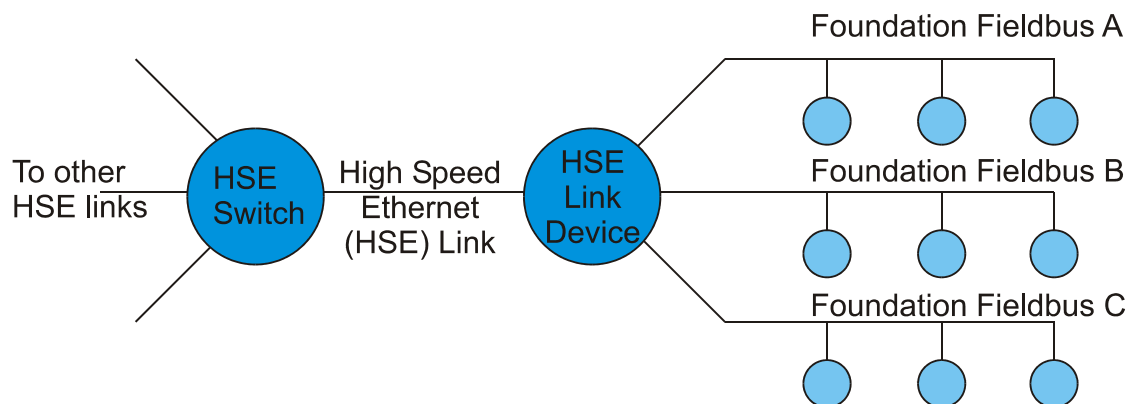 To other
HSE links
HSE
Switch
High Speed
Ethernet
(HSE) Link
HSE
Link
Device
Foundation Fieldbus A
Foundation Fieldbus B
Foundation Fieldbus C